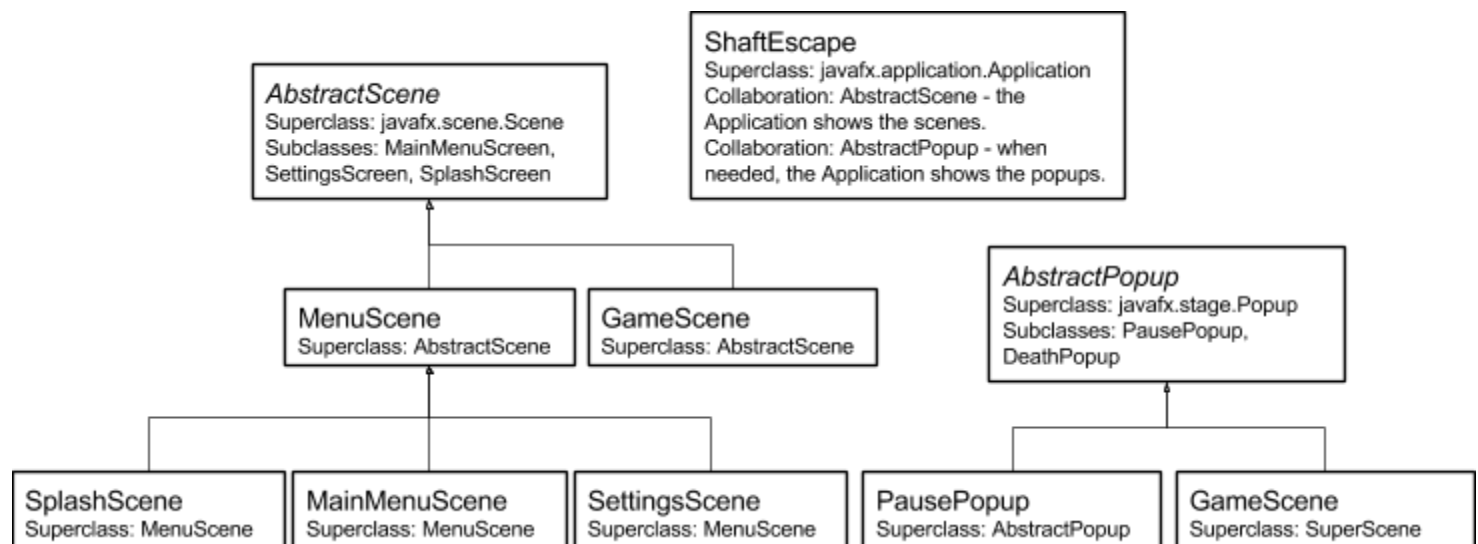 ShaftEscape
Superclass: javafx.application.Application
Collaboration: AbstractScene - the
Application shows the scenes.
Collaboration: AbstractPopup - when
needed, the Application shows the popups.
AbstractScene
Superclass: javafx.scene.Scene
Subclasses: MainMenuScreen,
SettingsScreen, SplashScreen
AbstractPopup
Superclass: javafx.stage.Popup
Subclasses: PausePopup,
DeathPopup
MenuScene
Superclass: AbstractScene
GameScene
Superclass: AbstractScene
SplashScene
Superclass: MenuScene
MainMenuScene
Superclass: MenuScene
SettingsScene
Superclass: MenuScene
PausePopup
Superclass: AbstractPopup
GameScene
Superclass: SuperScene